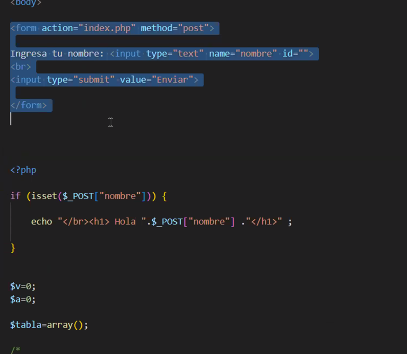 <body>
<form action="index.php" method="post">
Ingresa tu nombre: <input type="text" name="nombre" id="">
<br>
<input type="submit" value="Enviar">
</form>
<?php
if (isset($_POST["nombre"])) {
echo "</br><h1> Hola ".$_POST["nombre"] ."</h1>" ;
}
$v=0;
$a=0;
$tabla=array();
/*